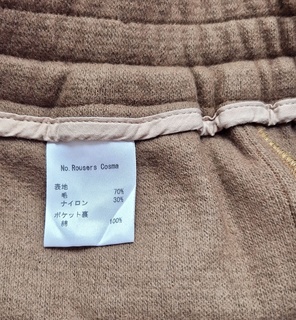 No.Rousers Cosma
表地
毛 70%
ナイロン 30%
ポケット裏
綿 100%